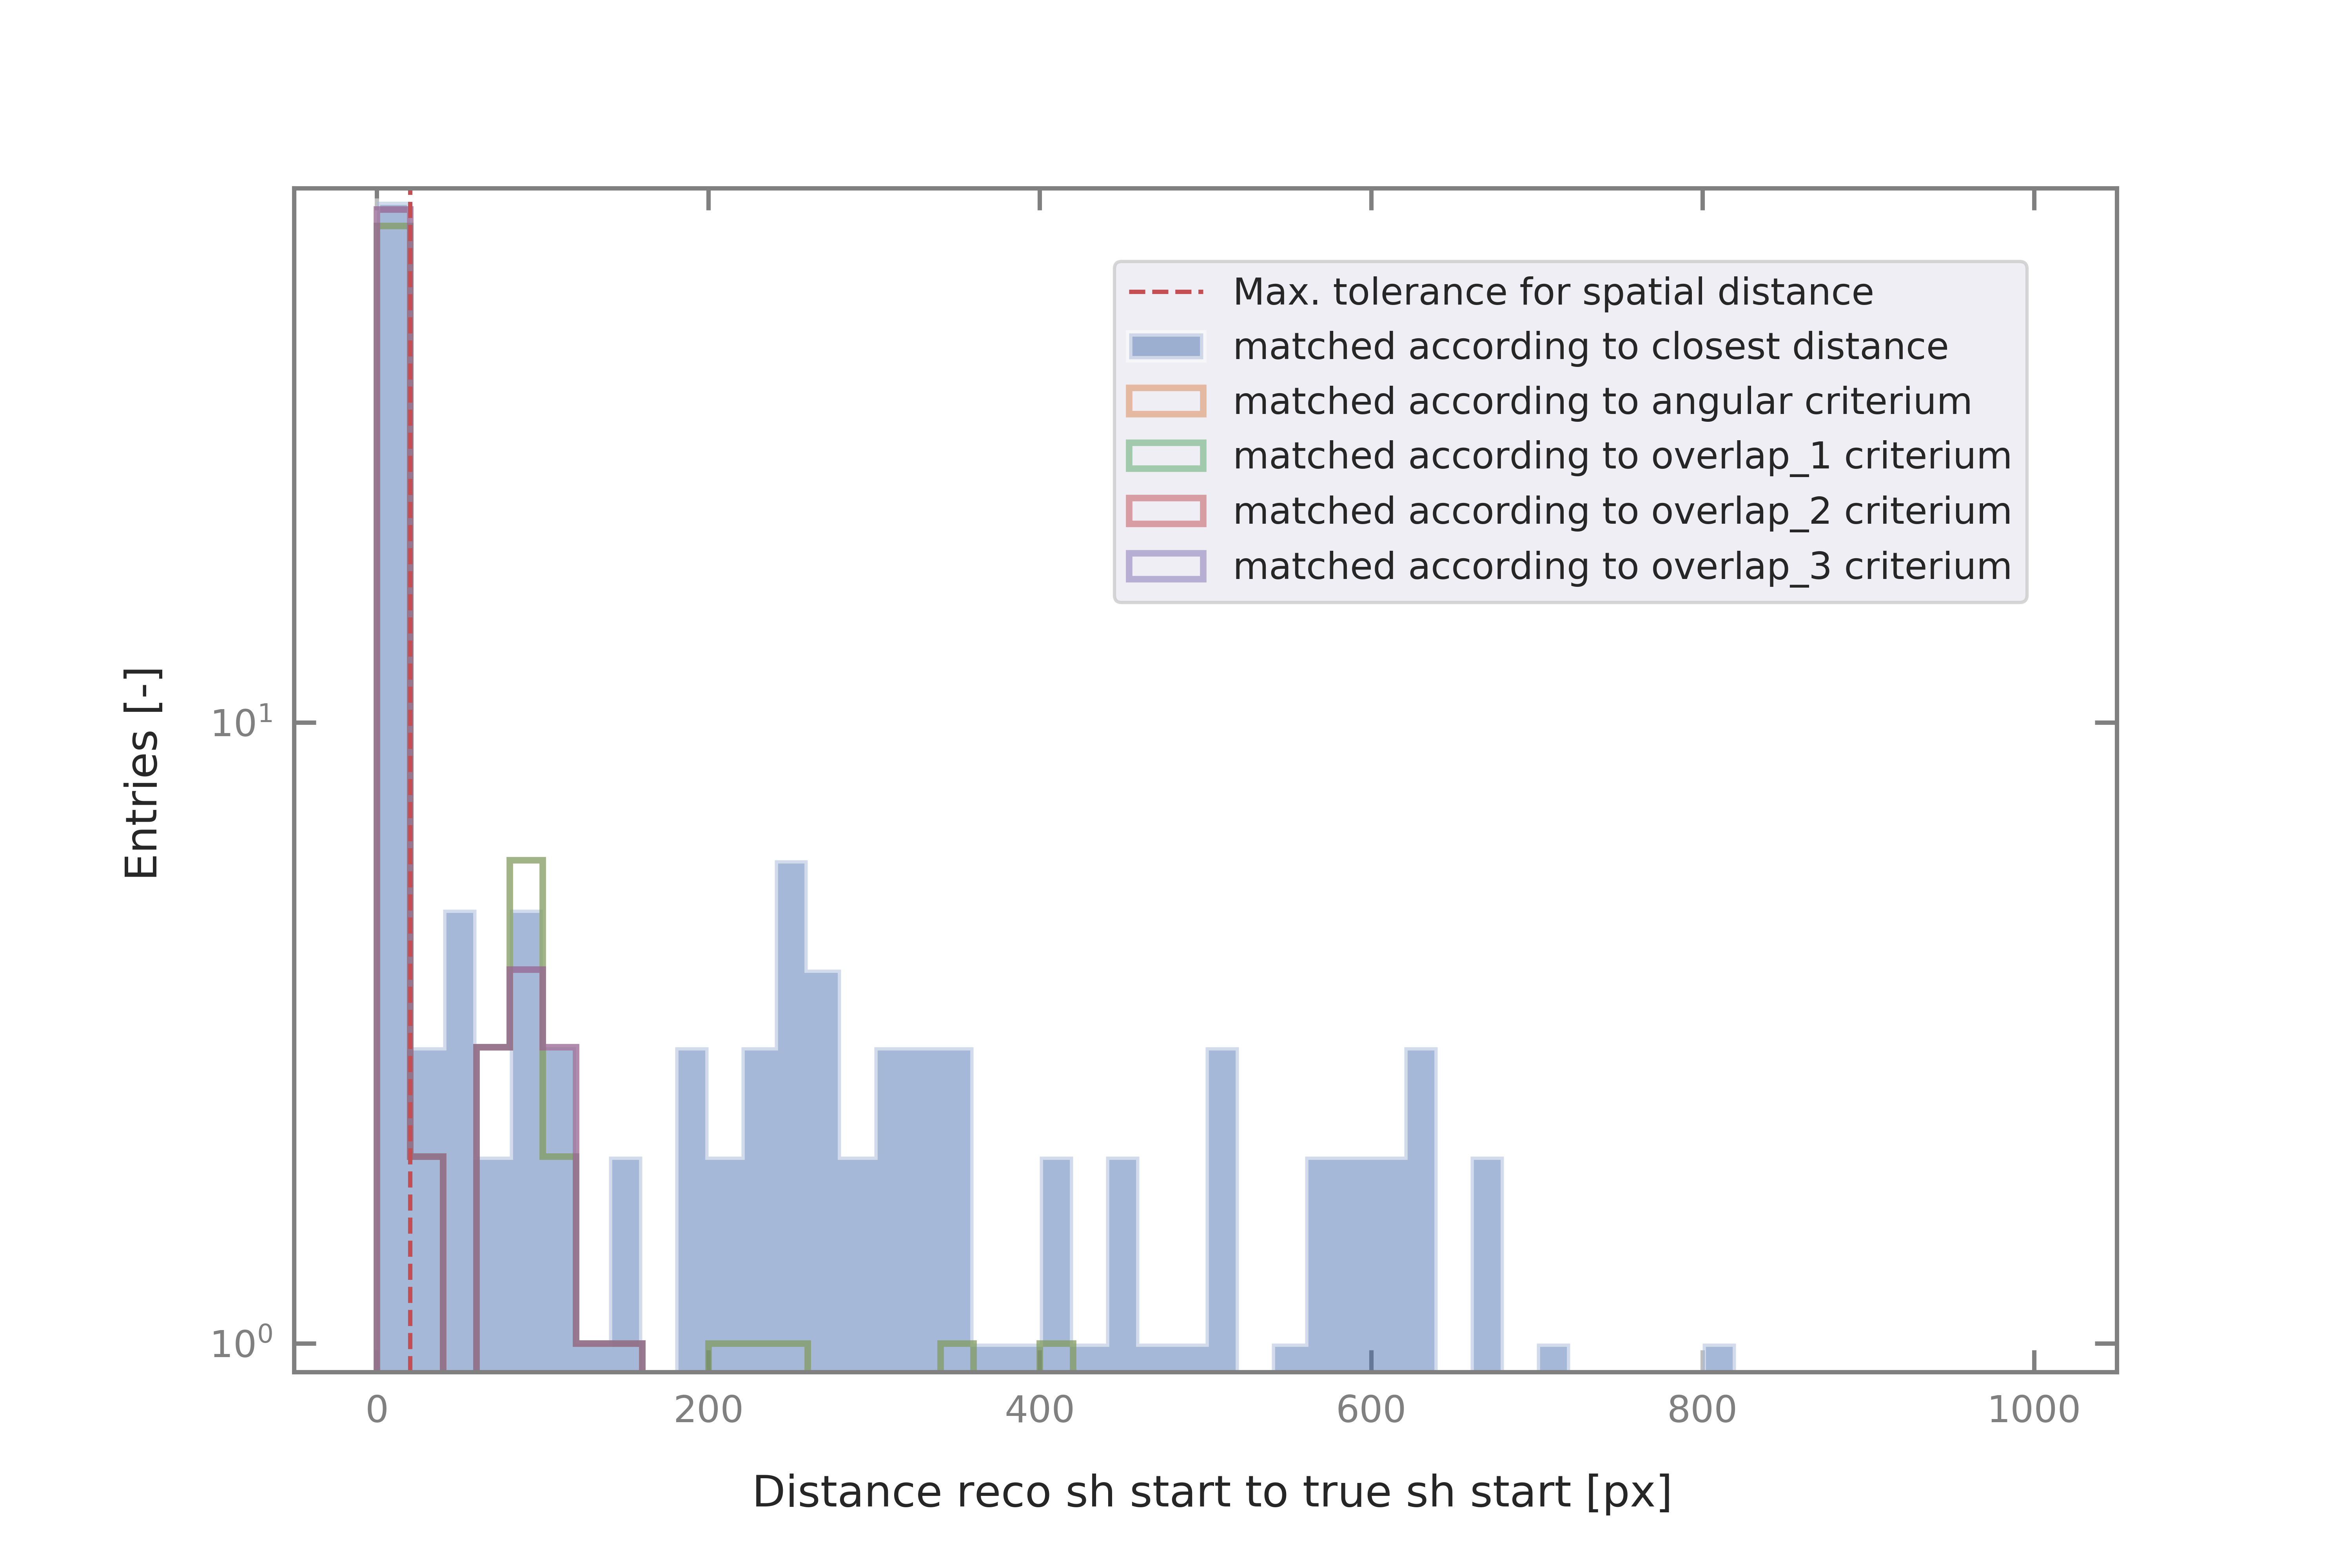 Max. tolerance for spatial distance
matched according to closest distance
matched according to angular criterium
matched according to overlap_1 criterium
matched according to overlap_2 criterium
matched according to overlap_3 criterium
Entries [-]
10¹
10⁰
0 200 400 600 800 1000
Distance reco sh start to true sh start [px]